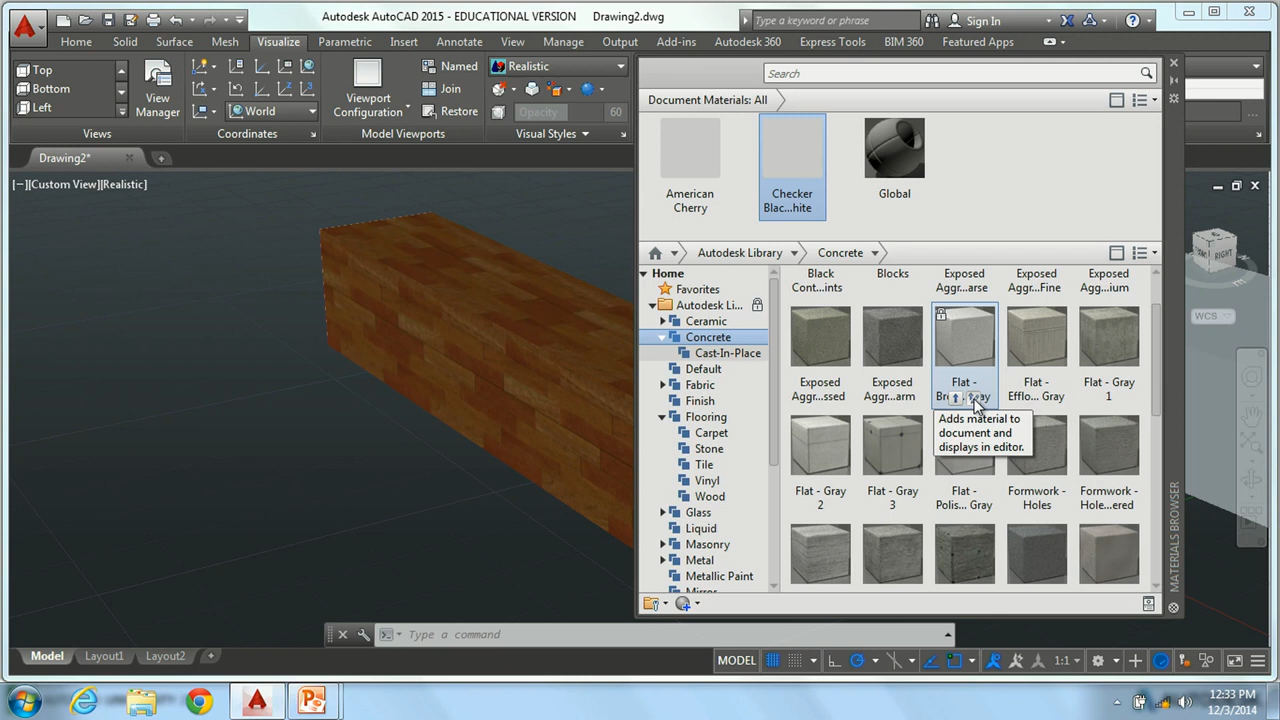 Autodesk AutoCAD 2015 - EDUCATIONAL VERSION Drawing2.dwg
Type a keyword or phrase
Sign In
Home Solid Surface Mesh Visualize Parametric Insert Annotate View Manage Output Add-ins Autodesk 360 Express Tools BIM 360 Featured Apps
Top
Bottom
Left
View
Manager
World
Viewport
Configuration
Named
Join
Restore
Realistic
Opacity 60
Views Coordinates Model Viewports Visual Styles
Drawing2*
[−][Custom View][Realistic]
Search
Document Materials: All
American
Cherry
Checker
Blac...hite
Global
Autodesk Library Concrete
Home
Favorites
Autodesk Li...
Ceramic
Concrete
Cast-In-Place
Default
Fabric
Finish
Flooring
Carpet
Stone
Tile
Vinyl
Wood
Glass
Liquid
Masonry
Metal
Metallic Paint
Mirror
Black
Cont...ints
Blocks
Exposed
Aggr...arse
Exposed
Aggr...Fine
Exposed
Aggr...ium
Exposed
Aggr...ssed
Exposed
Aggr...arm
Flat -
Flat -
Efflo... Gray
Flat - Gray
1
Adds material to
document and
displays in editor.
Flat - Gray
2
Flat - Gray
3
Flat -
Polis... Gray
Formwork -
Holes
Formwork -
Hole...ered
MATERIALS BROWSER
RIGHT
WCS
Type a command
Model Layout1 Layout2
MODEL
1:1
12:33 PM
12/3/2014